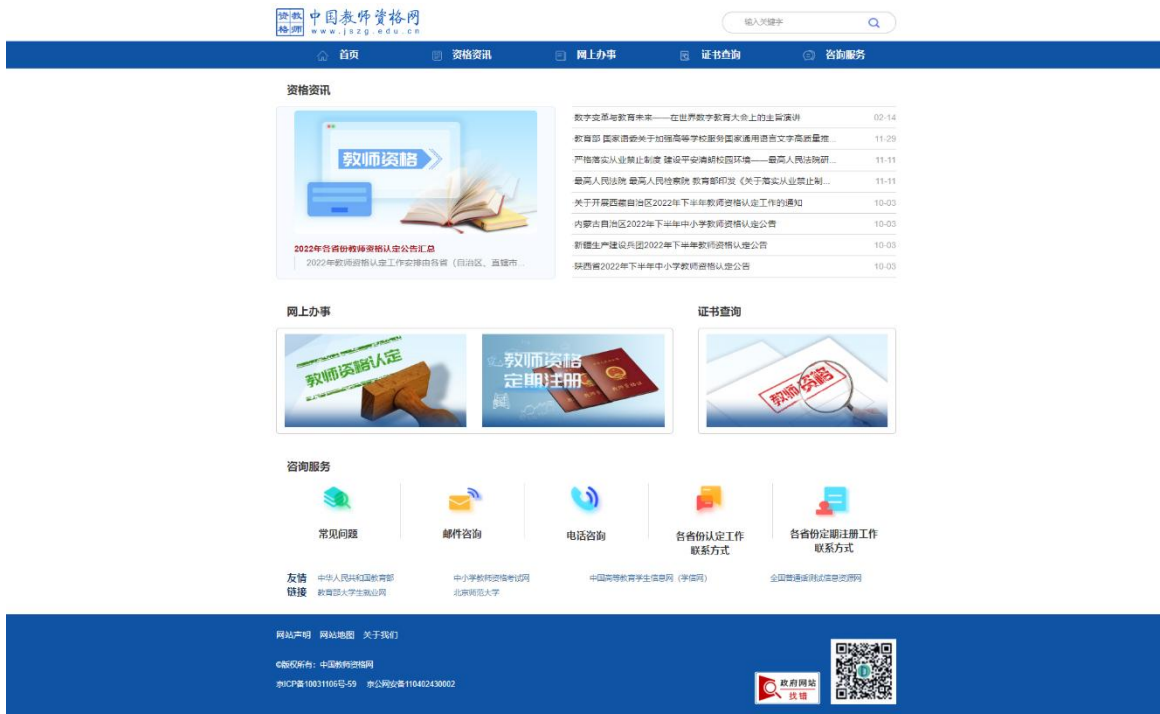 资教 中国教师资格网
格师 www.jszg.edu.cn
输入关键字
首页 资格资讯 网上办事 证书查询 咨询服务
资格资讯
教师资格
2022年各省份教师资格认定公告汇总
2022年教师资格认定工作安排由各省（自治区、直辖市...
数字变革与教育未来——在世界数字教育大会上的主旨演讲 02-14
教育部 国家语委关于加强高等学校服务国家通用语言文字高质量推... 11-29
严格落实从业禁止制度 建设平安清朗校园环境——最高人民法院研... 11-11
最高人民法院 最高人民检察院 教育部印发《关于落实从业禁止制... 11-11
关于开展西藏自治区2022年下半年教师资格认定工作的通知 10-03
内蒙古自治区2022年下半年中小学教师资格认定公告 10-03
新疆生产建设兵团2022年下半年教师资格认定公告 10-03
陕西省2022年下半年中小学教师资格认定公告 10-03
网上办事 证书查询
教师资格认定
教师资格
定期注册
教师资格
咨询服务
常见问题 邮件咨询 电话咨询 各省份认定工作
联系方式 各省份定期注册工作
联系方式
友情
链接 中华人民共和国教育部 中小学教师资格考试网 中国高等教育学生信息网（学信网） 全国普通话测试信息资源网
教育部大学生就业网 北京师范大学
网站声明 网站地图 关于我们
©版权所有：中国教师资格网
京ICP备10031106号-59 京公网安备110402430002
政府网站
找错